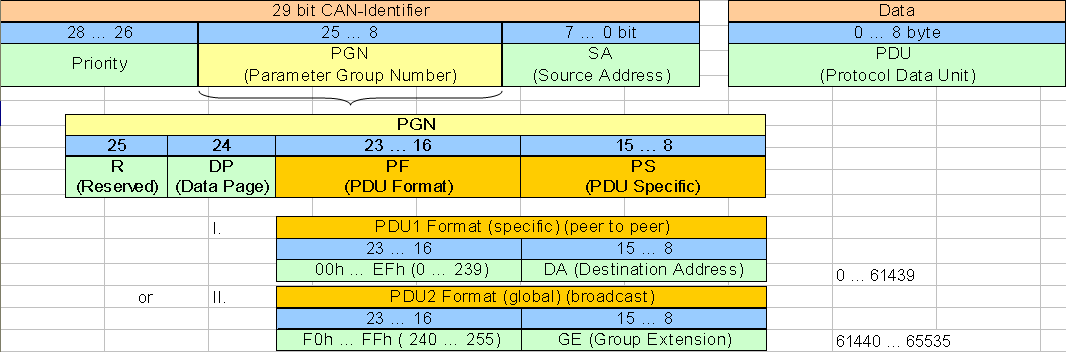 29 bit CAN-Identifier Data
28 ... 26 25 ... 8 7 ... 0 bit 0 ... 8 byte
Priority PGN SA PDU
(Parameter Group Number) (Source Address) (Protocol Data Unit)
PGN
25 24 23 ... 16 15 ... 8
R DP PF PS
(Reserved) (Data Page) (PDU Format) (PDU Specific)
I. PDU1 Format (specific) (peer to peer)
23 ... 16 15 ... 8
00h ... EFh (0 ... 239) DA (Destination Address) 0 ... 61439
or II. PDU2 Format (global) (broadcast)
23 ... 16 15 ... 8
F0h ... FFh ( 240 ... 255) GE (Group Extension) 61440 ... 65535